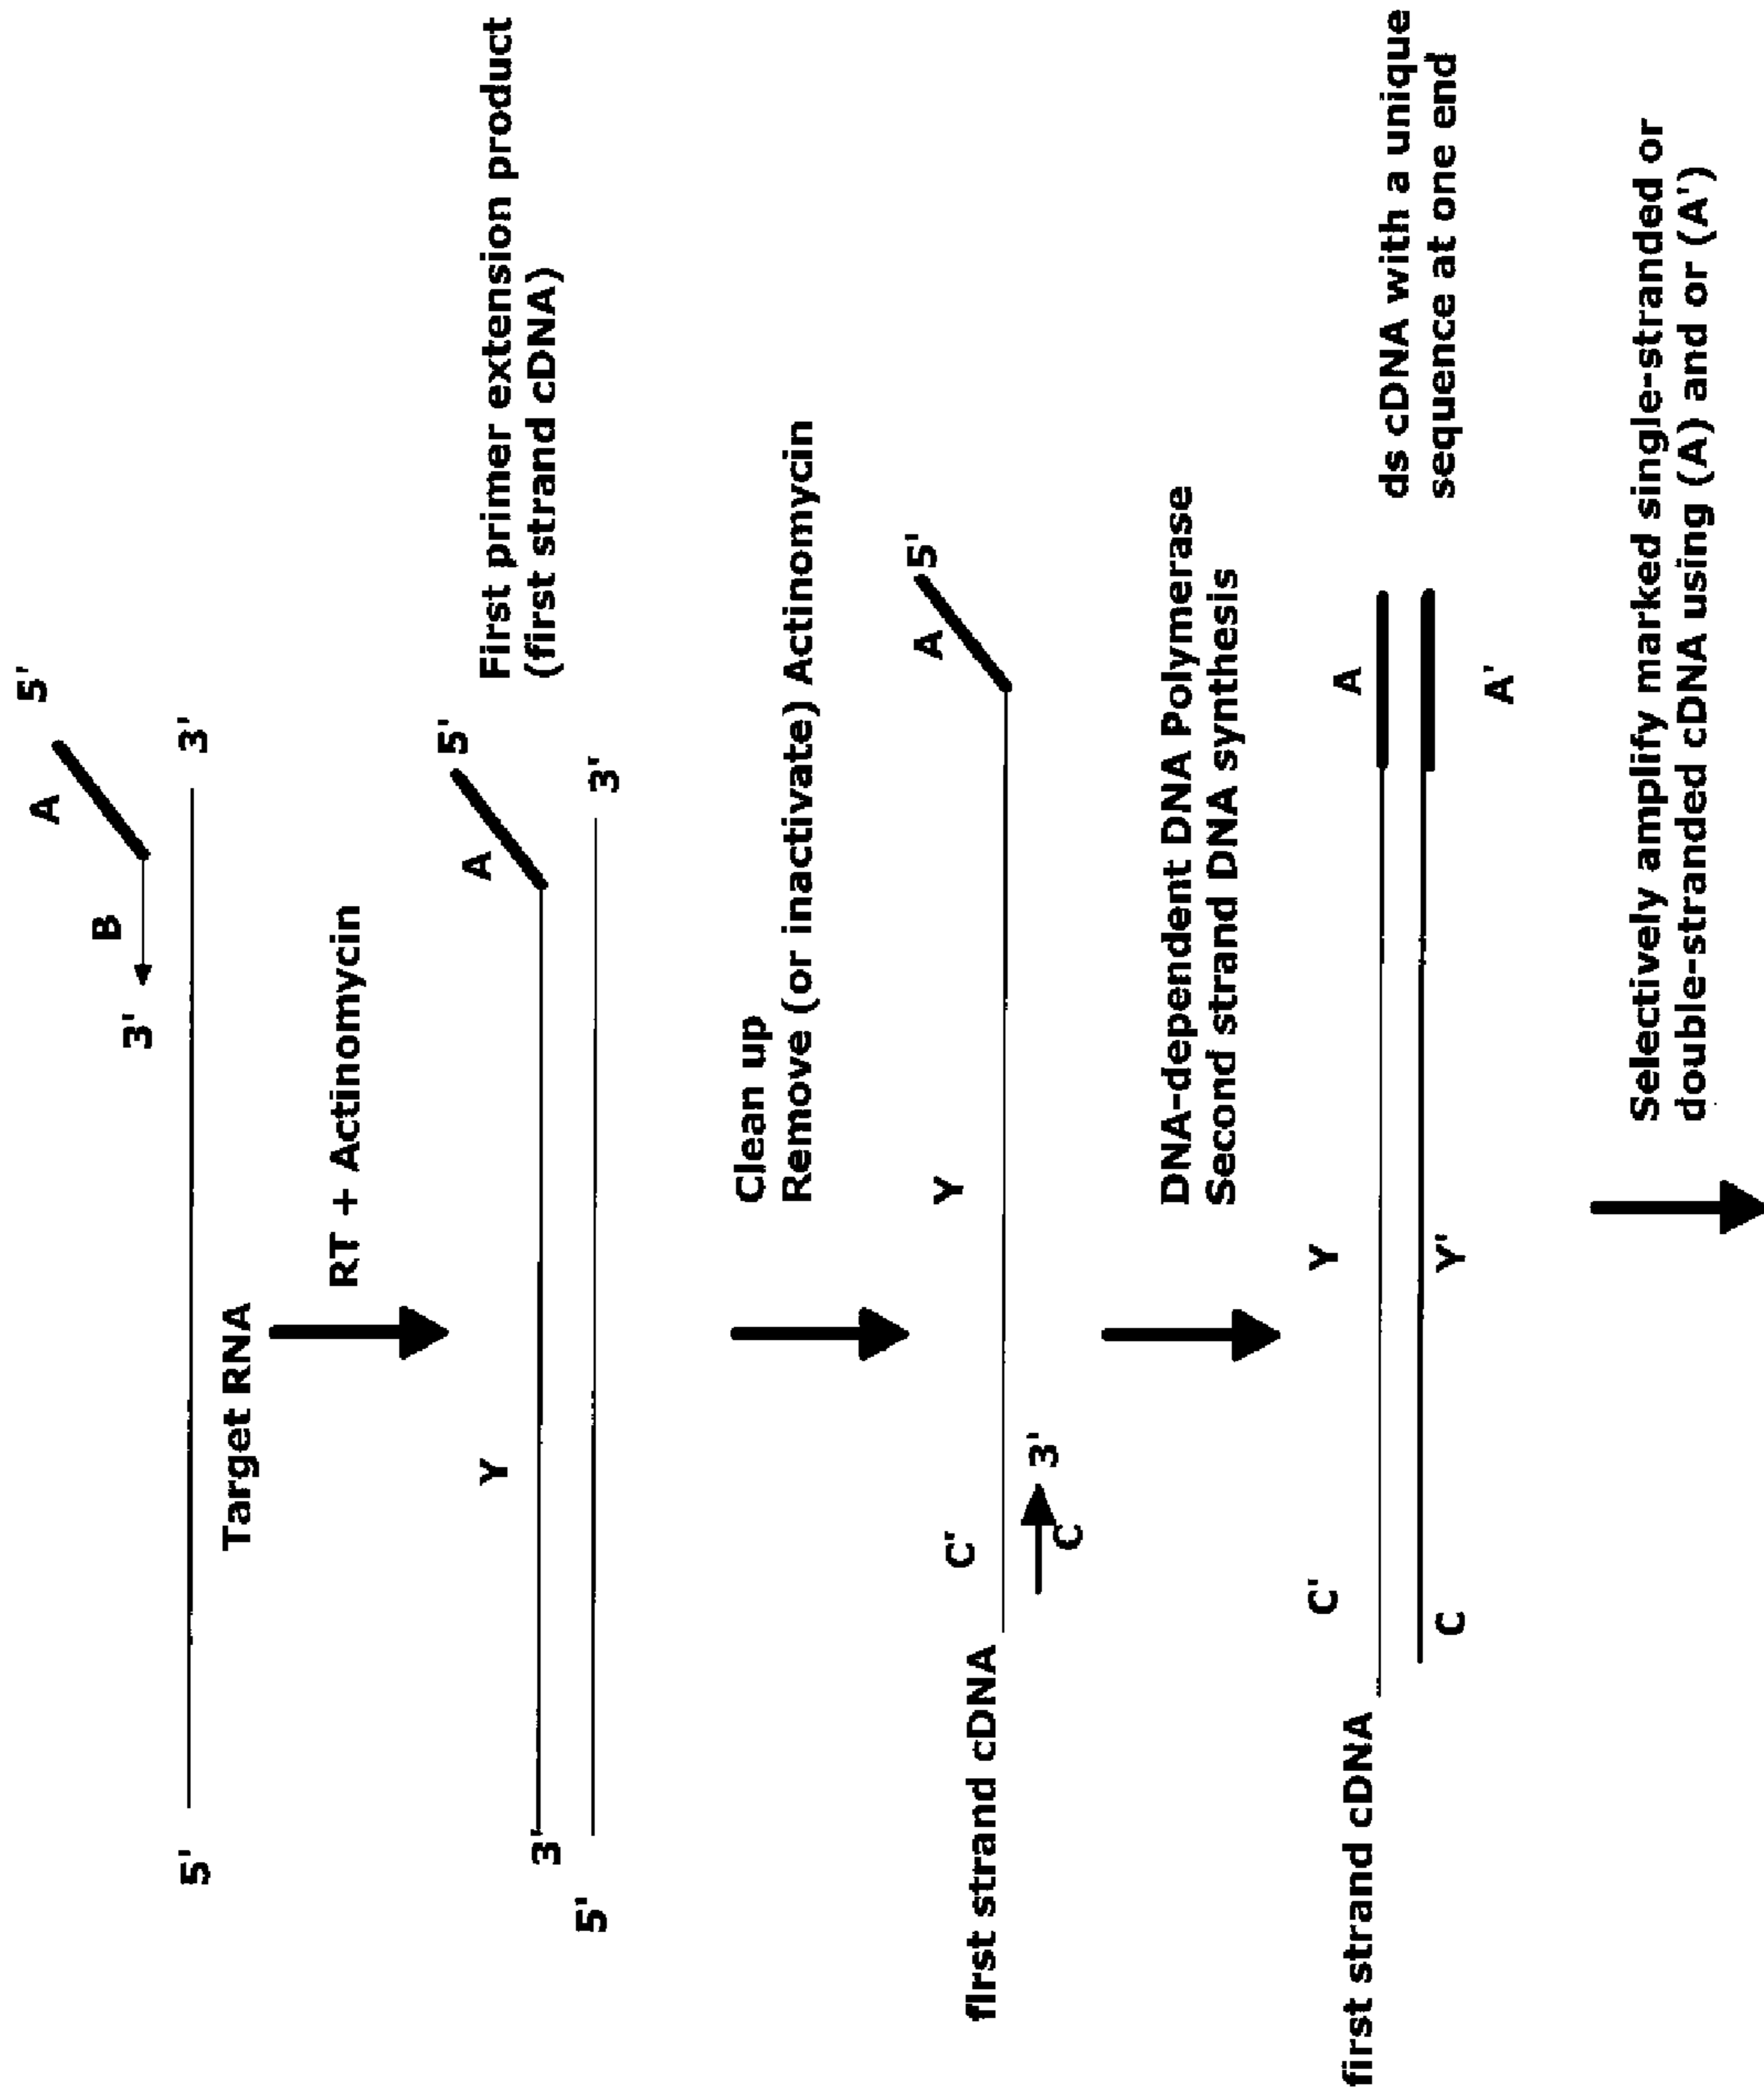 5'
A
B
3'
3'
5'
Target RNA
RT + Actinomycin
First primer extension product
(first strand cDNA)
5'
A
Y
3'
3'
5'
Clean up
Remove (or inactivate) Actinomycin
5'
A
Y
C'
first strand cDNA
3'
C
DNA-dependent DNA Polymerase
Second strand DNA synthesis
ds cDNA with a unique
sequence at one end
A
Y
C'
first strand cDNA
A'
Y'
C
Selectively amplify marked single-stranded or
double-stranded cDNA using (A) and or (A')